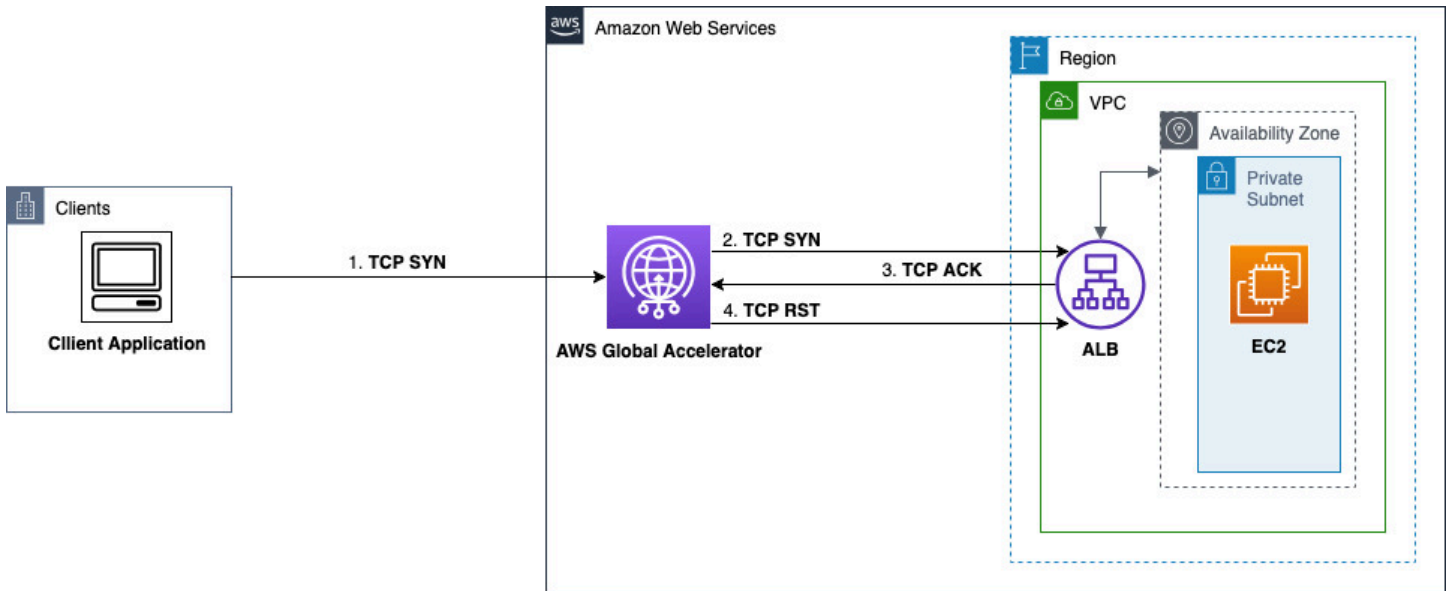 aws
Amazon Web Services
Region
VPC
Availability Zone
Private
Subnet
Clients
1. TCP SYN
2. TCP SYN
3. TCP ACK
4. TCP RST
Cllient Application
AWS Global Accelerator
ALB
EC2